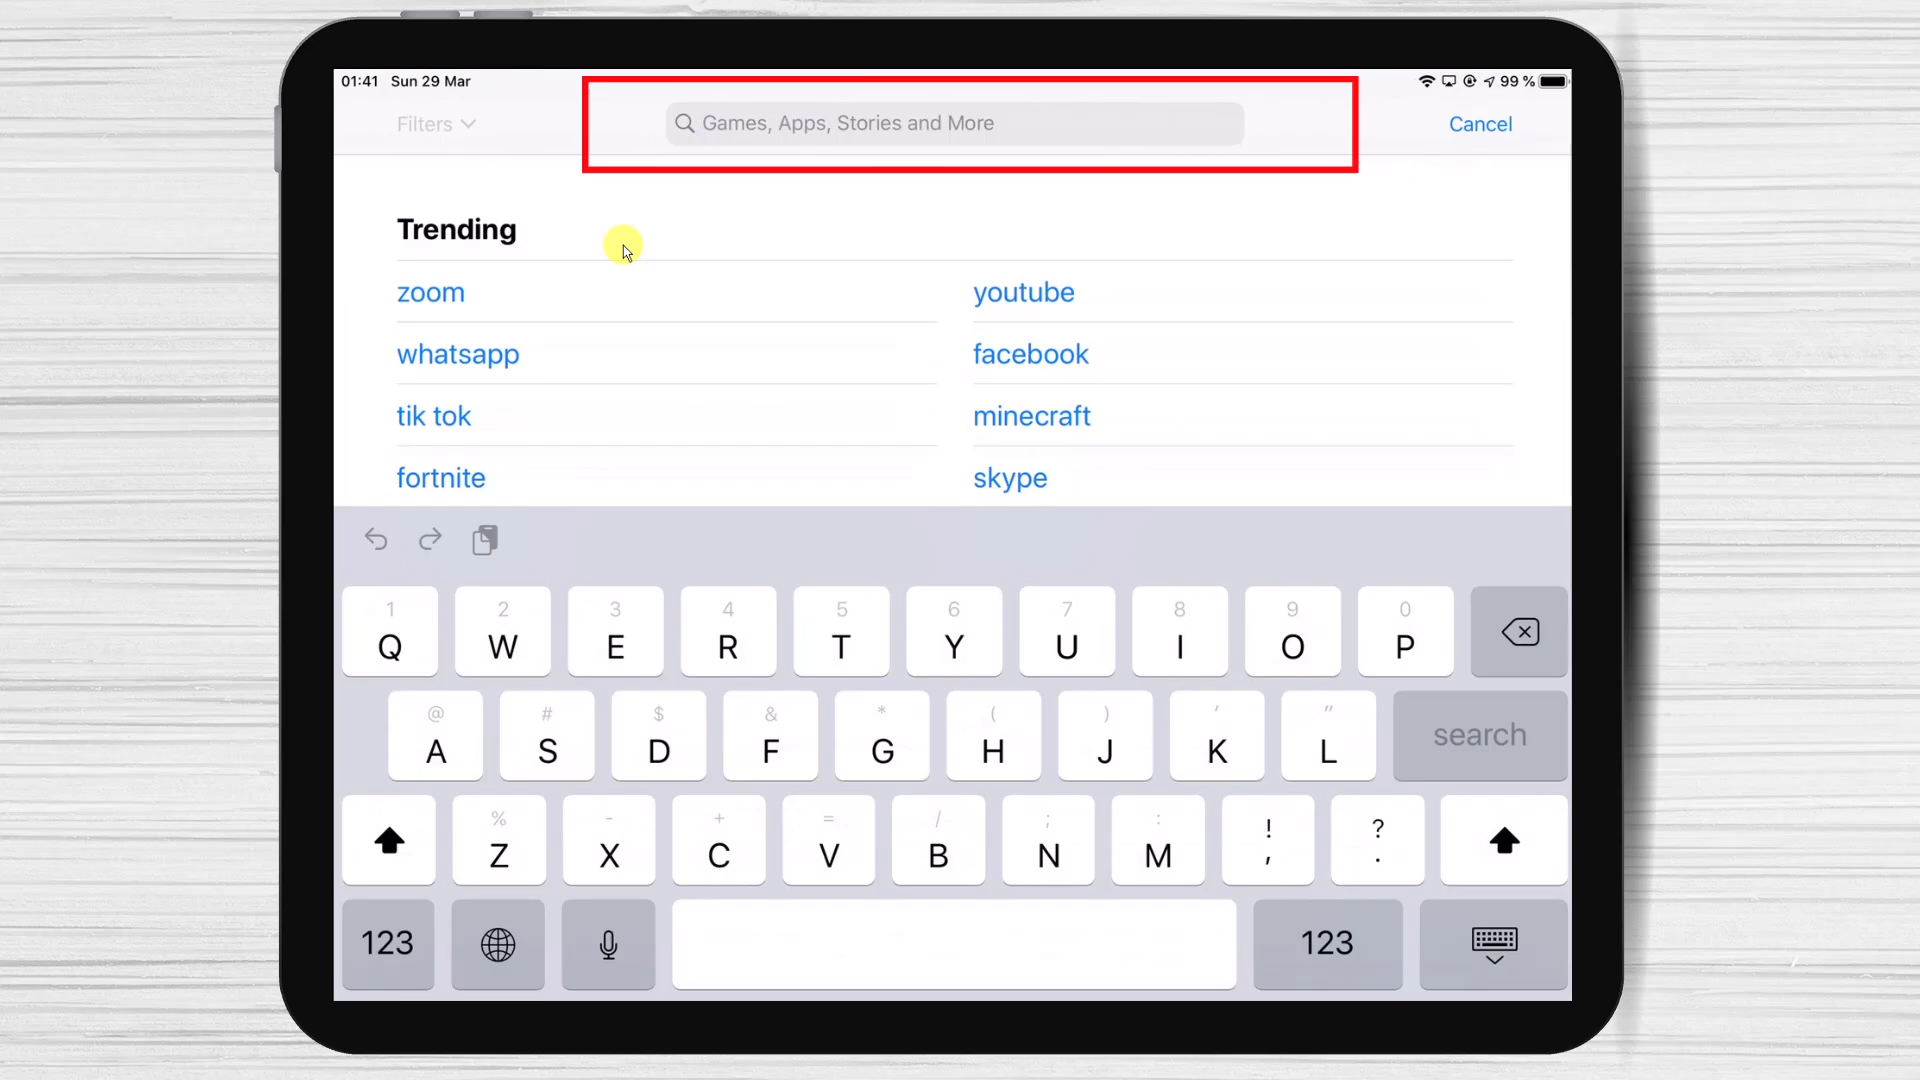 01:41 Sun 29 Mar 99 %
Filters Games, Apps, Stories and More Cancel
Trending
zoom youtube
whatsapp facebook
tik tok minecraft
fortnite skype
1 2 3 4 5 6 7 8 9 0
Q W E R T Y U I O P
@ # $ & * ( ) ' "
A S D F G H J K L search
% - + = / ; : ! ?
Z X C V B N M , .
123 123